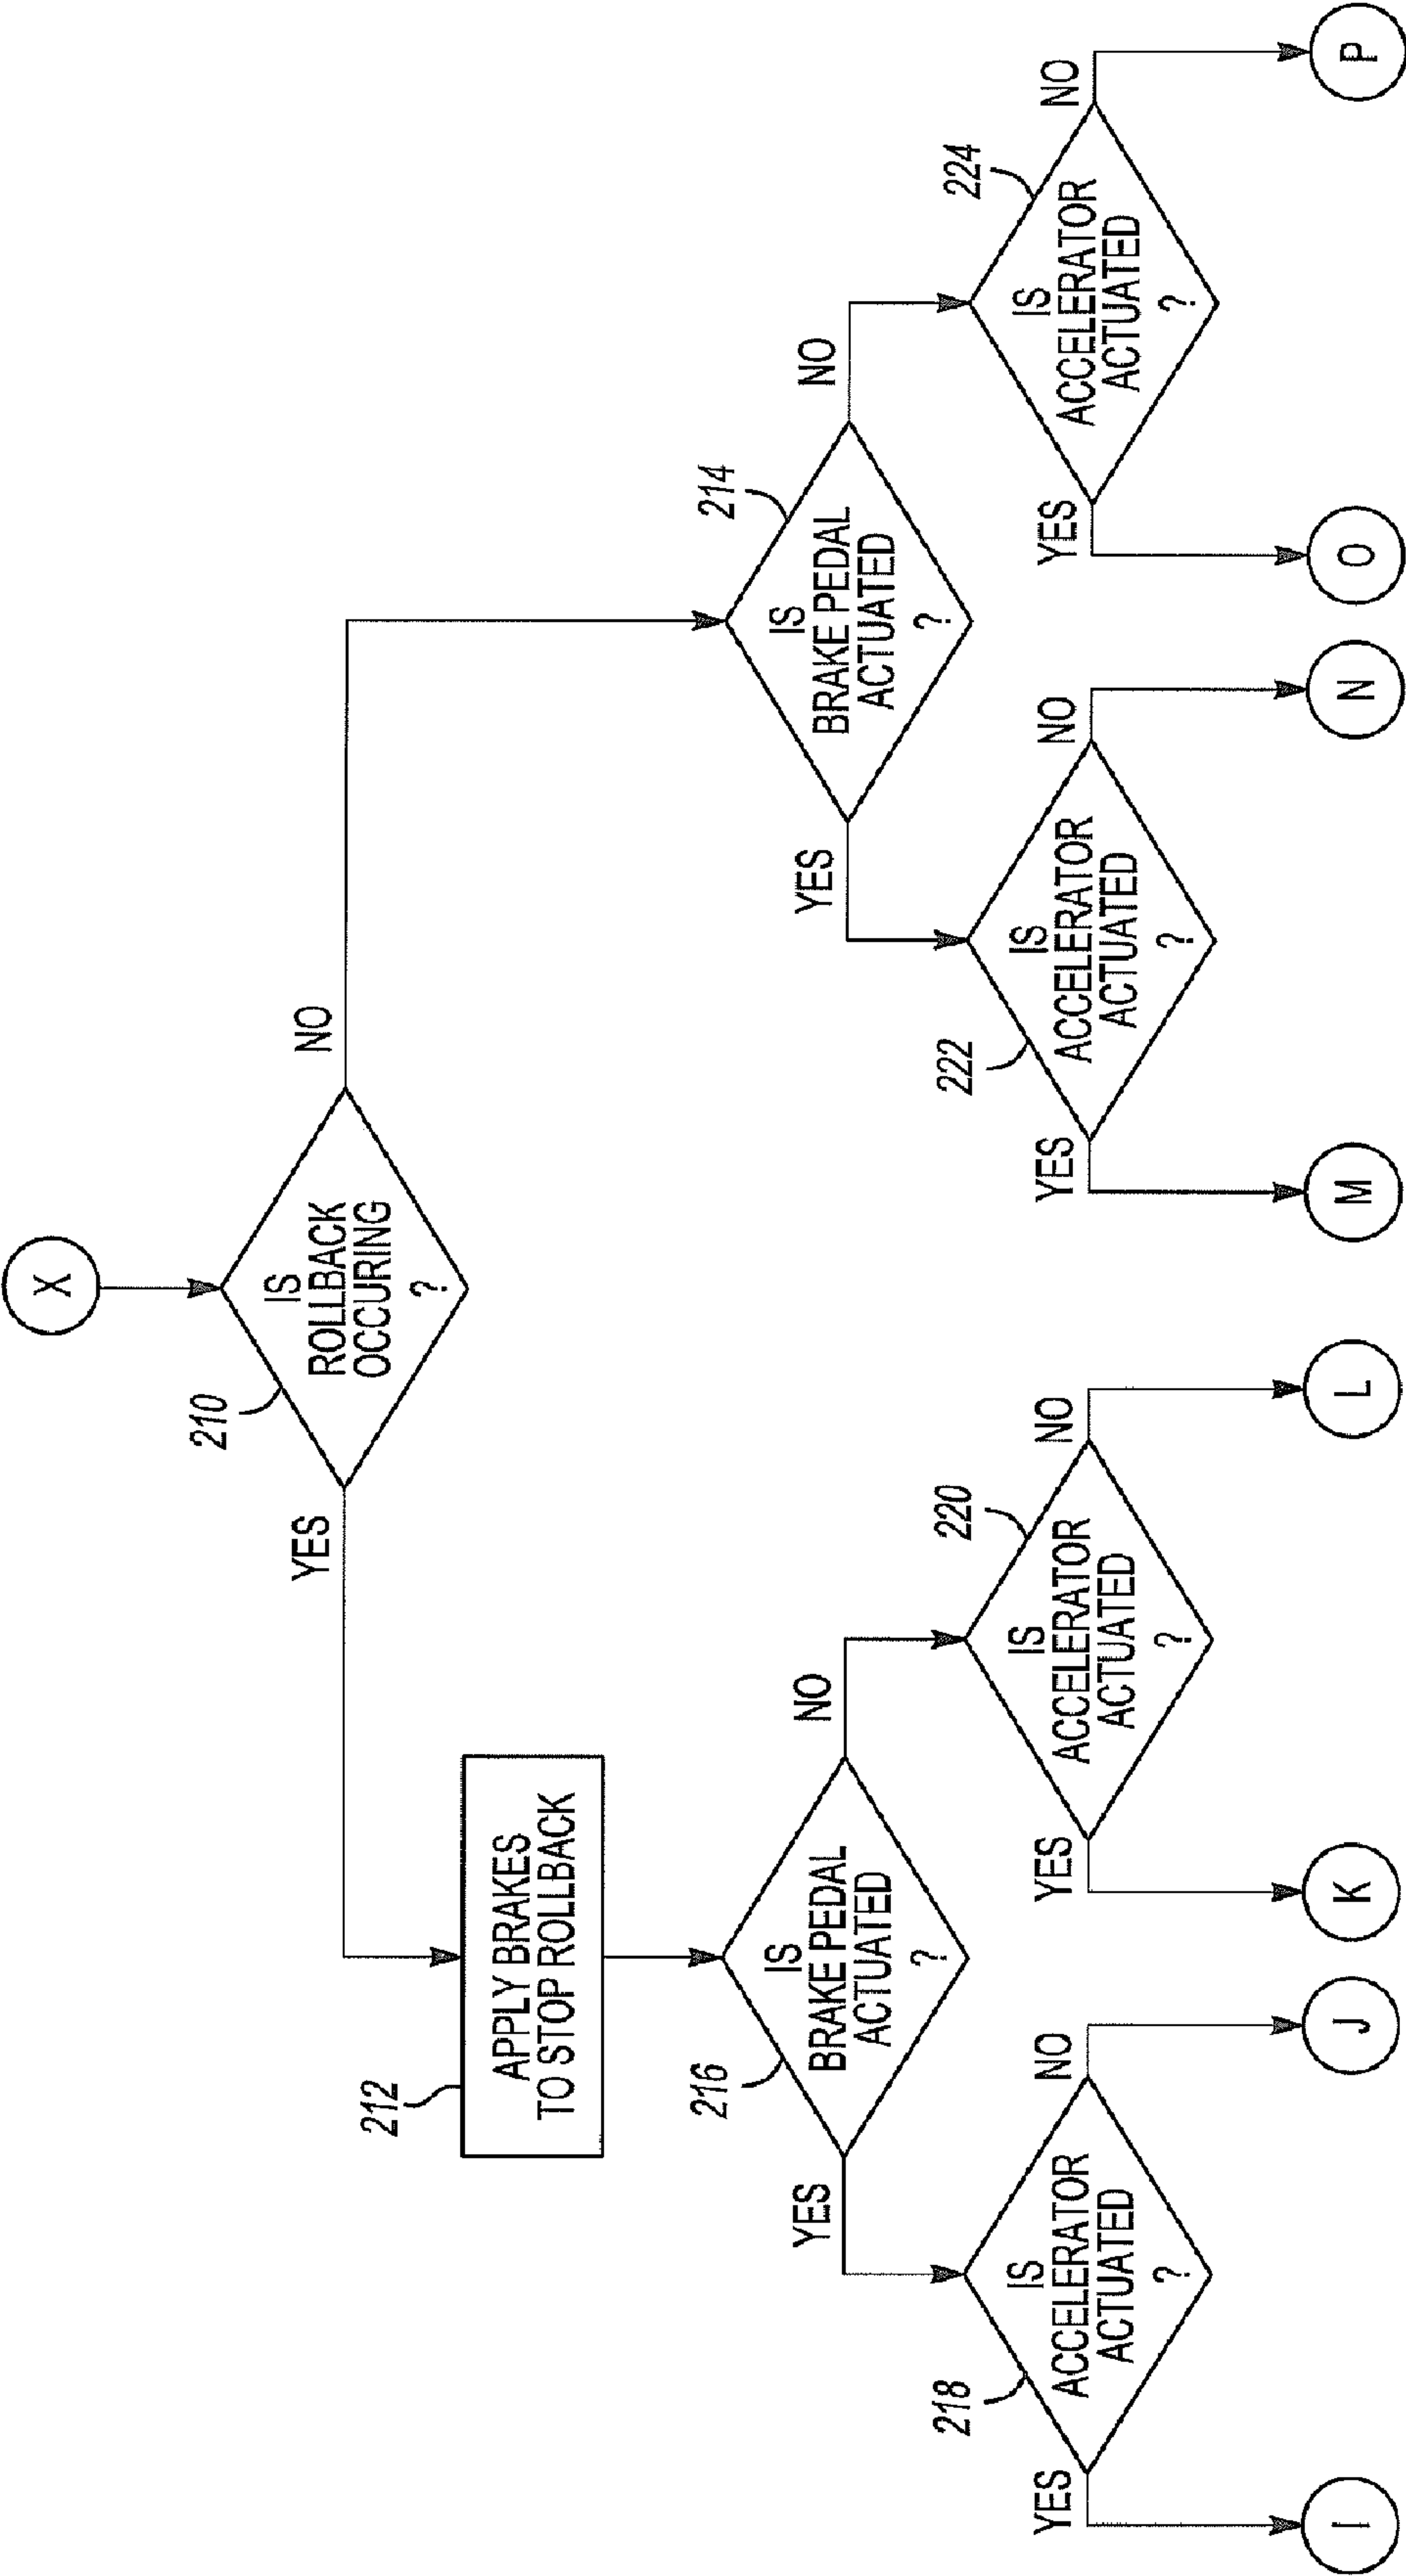 X
210
IS
ROLLBACK
OCCURING
?
YES
NO
212
APPLY BRAKES
TO STOP ROLLBACK
216
IS
BRAKE PEDAL
ACTUATED
?
YES
NO
214
IS
BRAKE PEDAL
ACTUATED
?
YES
NO
218
IS
ACCELERATOR
ACTUATED
?
YES
NO
220
IS
ACCELERATOR
ACTUATED
?
YES
NO
222
IS
ACCELERATOR
ACTUATED
?
YES
NO
224
IS
ACCELERATOR
ACTUATED
?
YES
NO
I
J
K
L
M
N
O
P